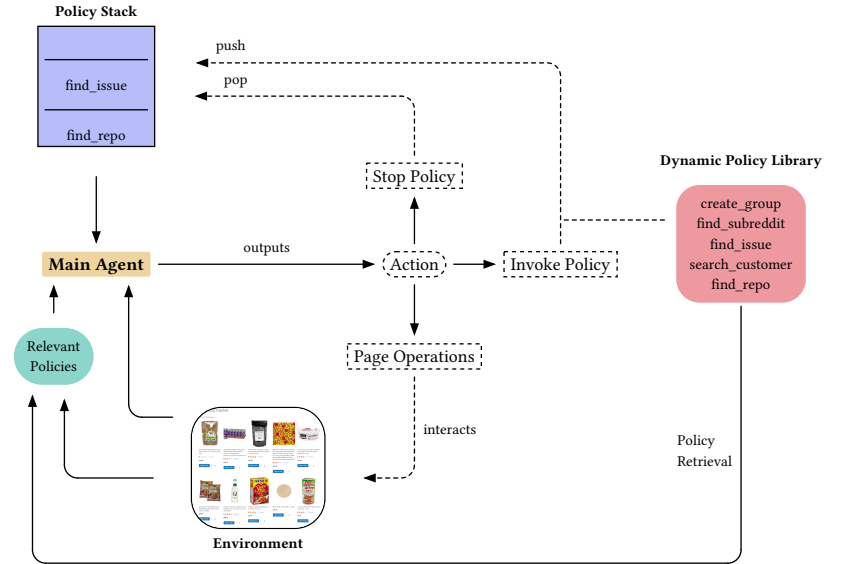 Policy Stack
push
find_issue
pop
find_repo
Dynamic Policy Library
Stop Policy
create_group
find_subreddit
find_issue
search_customer
find_repo
outputs
Main Agent
Action
Invoke Policy
Relevant
Policies
Page Operations
interacts
Policy
Retrieval
Environment